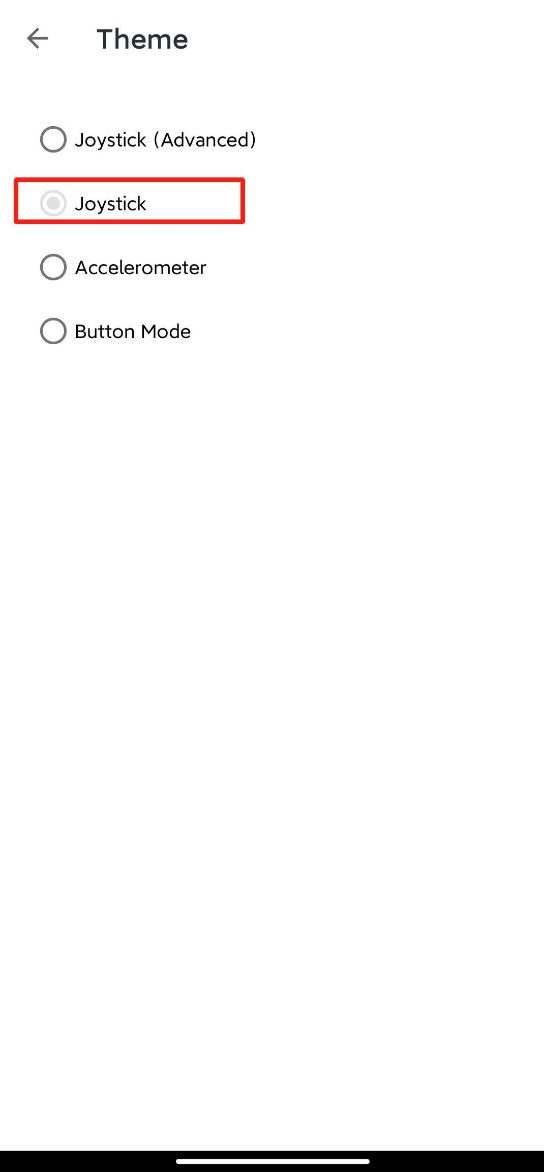 Theme
Joystick (Advanced)
Joystick
Accelerometer
Button Mode